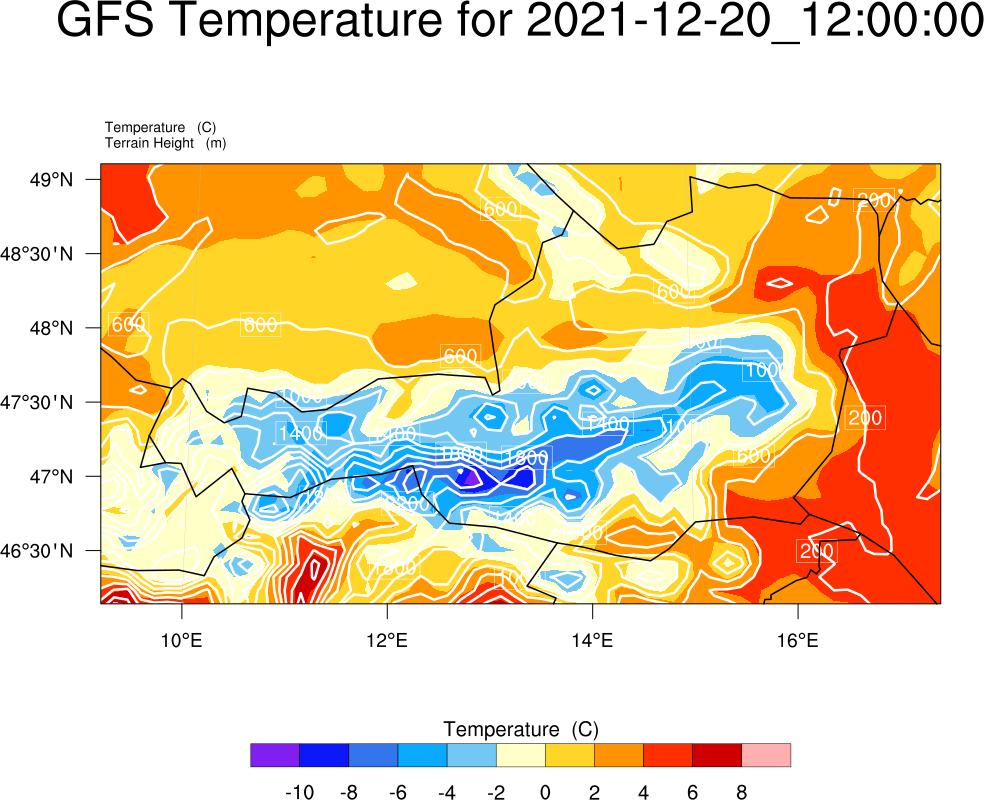 GFS Temperature for 2021-12-20_12:00:00
Temperature (C)
Terrain Height (m)
49°N
600
200
48°30'N
600
48°N
600
600
600
1000
47°30'N
1000
1400
1400
1400
1000
200
1800
1800
600
47°N
46°30'N
200
10°E
12°E
14°E
16°E
Temperature (C)
-10 -8 -6 -4 -2 0 2 4 6 8